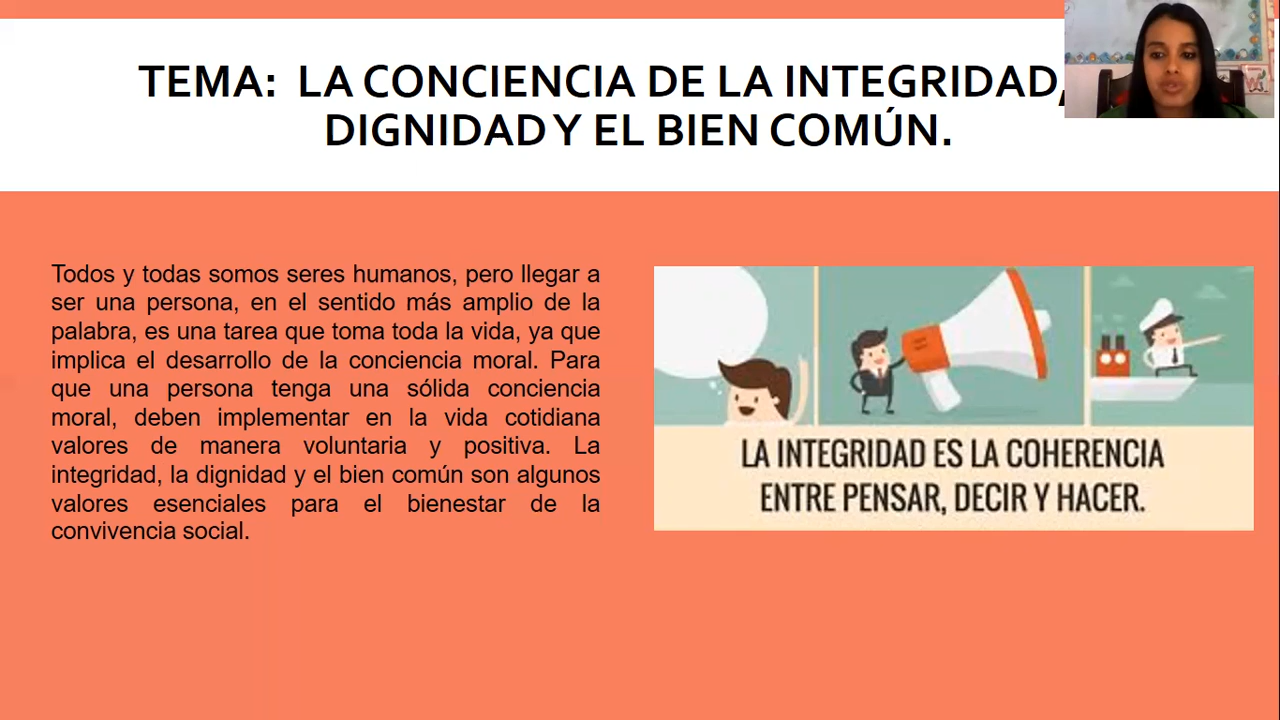 TEMA: LA CONCIENCIA DE LA INTEGRIDAD,
DIGNIDAD Y EL BIEN COMÚN.
Todos y todas somos seres humanos, pero llegar a
ser una persona, en el sentido más amplio de la
palabra, es una tarea que toma toda la vida, ya que
implica el desarrollo de la conciencia moral. Para
que una persona tenga una sólida conciencia
moral, deben implementar en la vida cotidiana
valores de manera voluntaria y positiva. La
integridad, la dignidad y el bien común son algunos
valores esenciales para el bienestar de la
convivencia social.
LA INTEGRIDAD ES LA COHERENCIA
ENTRE PENSAR, DECIR Y HACER.